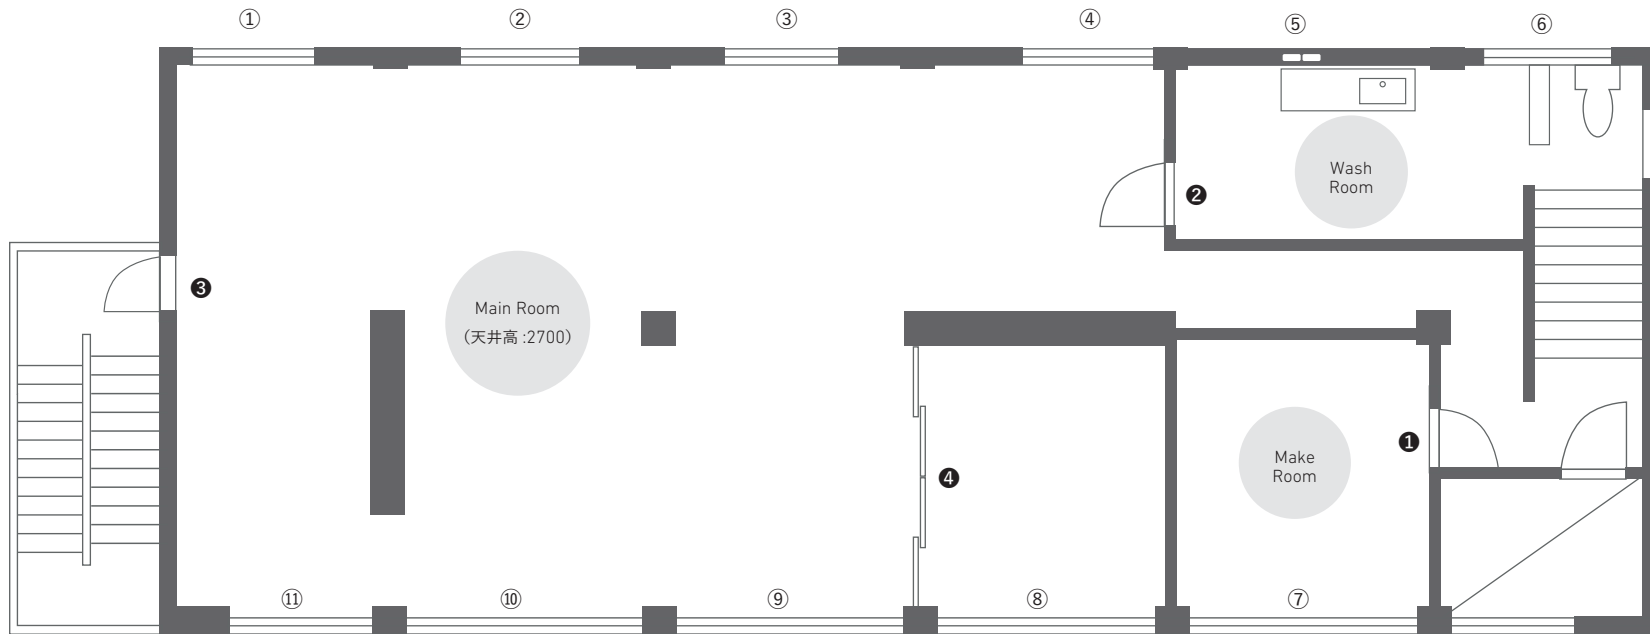 ① ② ③ ④ ⑤ ⑥
Wash
Room
❷
❸
Main Room
（天井高 :2700）
❶
Make
Room
❹
⑪ ⑩ ⑨ ⑧ ⑦